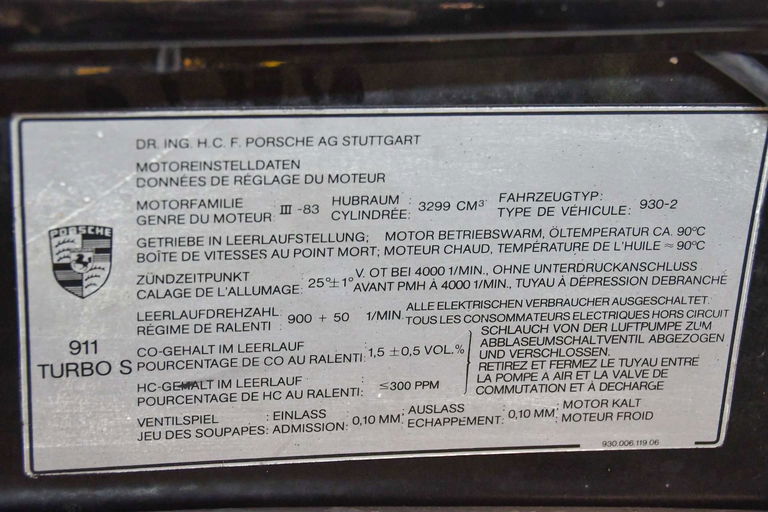 DR. ING. H.C. F. PORSCHE AG STUTTGART
MOTOREINSTELLDATEN
DONNÉES DE RÉGLAGE DU MOTEUR
MOTORFAMILIE
GENRE DU MOTEUR: III -83
HUBRAUM :
CYLINDRÉE: 3299 CM³
FAHRZEUGTYP:
TYPE DE VÉHICULE: 930-2
GETRIEBE IN LEERLAUFSTELLUNG; MOTOR BETRIEBSWARM, ÖLTEMPERATUR CA. 90°C
BOÎTE DE VITESSES AU POINT MORT; MOTEUR CHAUD, TEMPÉRATURE DE L'HUILE ≈ 90°C
ZÜNDZEITPUNKT
CALAGE DE L'ALLUMAGE: 25°± 1°
V. OT BEI 4000 1/MIN., OHNE UNTERDRUCKANSCHLUSS
AVANT PMH À 4000 1/MIN., TUYAU À DÉPRESSION DEBRANCHÉ
LEERLAUFDREHZAHL:
RÉGIME DE RALENTI : 900 + 50 1/MIN.
ALLE ELEKTRISCHEN VERBRAUCHER AUSGESCHALTET.
TOUS LES CONSOMMATEURS ELECTRIQUES HORS CIRCUIT
PORSCHE
911
TURBO S
CO-GEHALT IM LEERLAUF
POURCENTAGE DE CO AU RALENTI: 1,5 ±0,5 VOL.%
HC-GEHALT IM LEERLAUF
POURCENTAGE DE HC AU RALENTI: ≤300 PPM
SCHLAUCH VON DER LUFTPUMPE ZUM
ABBLASEUMSCHALTVENTIL ABGEZOGEN
UND VERSCHLOSSEN.
RETIREZ ET FERMEZ LE TUYAU ENTRE
LA POMPE A AIR ET LA VALVE DE
COMMUTATION ET À DECHARGE
VENTILSPIEL : EINLASS
JEU DES SOUPAPES: ADMISSION: 0,10 MM;
AUSLASS
ECHAPPEMENT: 0,10 MM;
MOTOR KALT
MOTEUR FROID
930.006.119.06